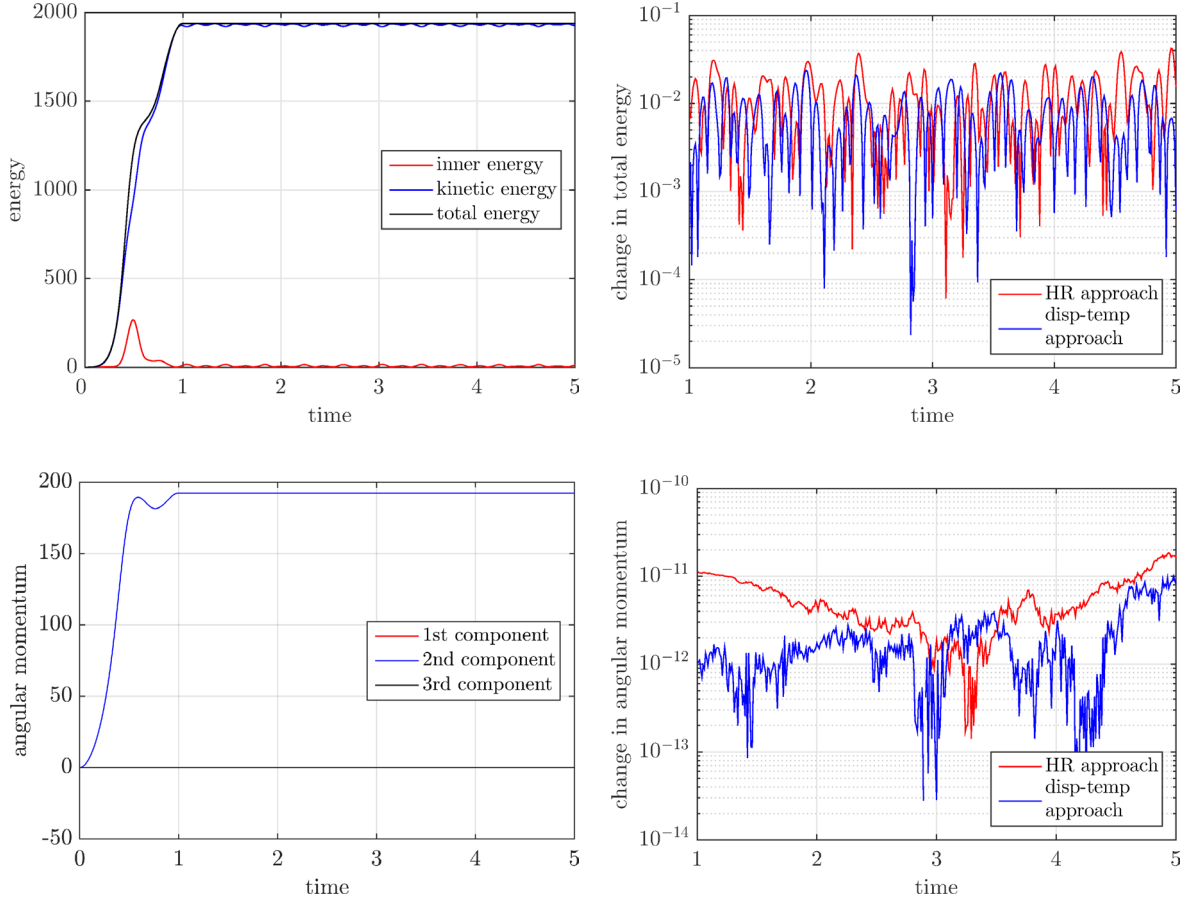 2000
1500
1000
500
0
energy
inner energy
kinetic energy
total energy
0 1 2 3 4 5
time
10^-1
10^-2
10^-3
10^-4
10^-5
change in total energy
HR approach
disp-temp
approach
1 2 3 4 5
time
200
150
100
50
0
-50
angular momentum
1st component
2nd component
3rd component
0 1 2 3 4 5
time
10^-10
10^-11
10^-12
10^-13
10^-14
change in angular momentum
HR approach
disp-temp
approach
1 2 3 4 5
time